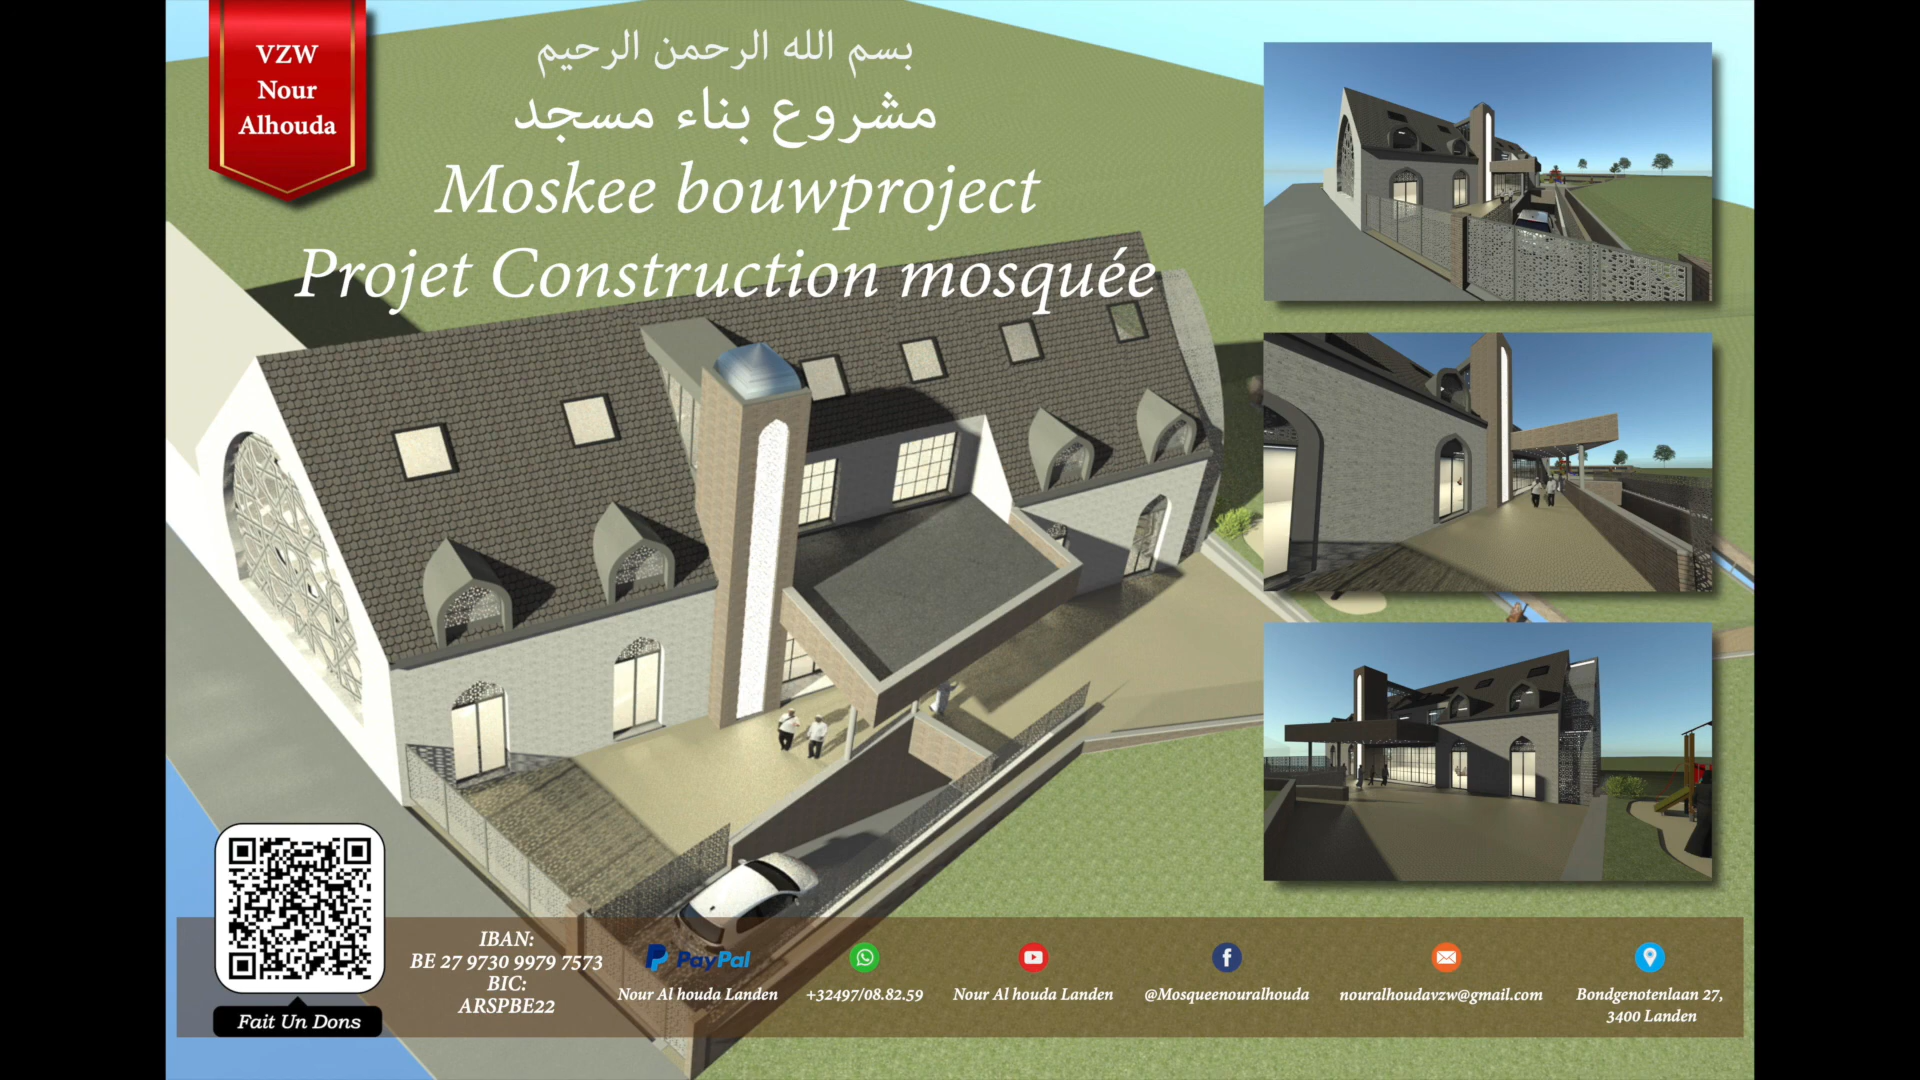 VZW
Nour
Alhouda
بسم الله الرحمن الرحيم
مشروع بناء مسجد
Moskee bouwproject
Projet Construction mosquée
Fait Un Dons
IBAN:
BE 27 9730 9979 7573
BIC:
ARSPBE22
PayPal
Nour Al houda Landen
+32497/08.82.59
Nour Al houda Landen
@Mosqueenouralhouda
nouralhoudavzw@gmail.com
Bondgenotenlaan 27,
3400 Landen